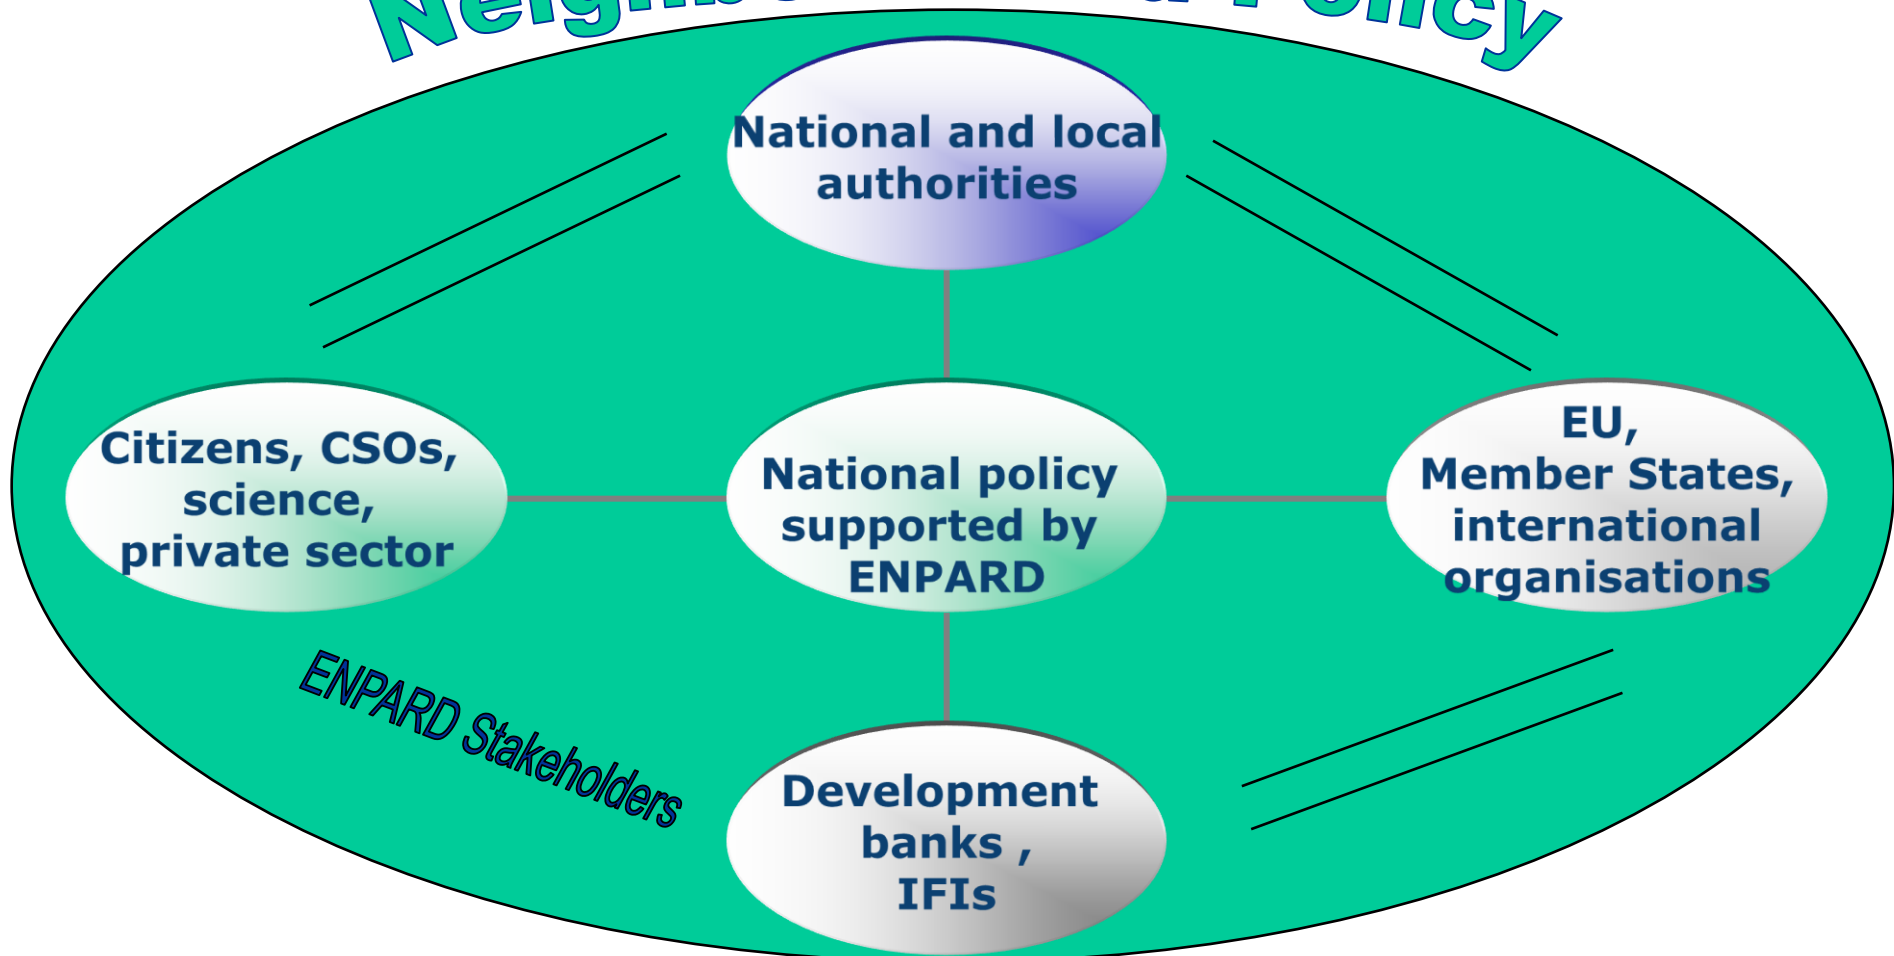 Policy
National and local
authorities
Citizens, CSOs,
science,
private sector
National policy
supported by
ENPARD
EU,
Member States,
international
organisations
ENPARD Stakeholders
Development
banks ,
IFIs